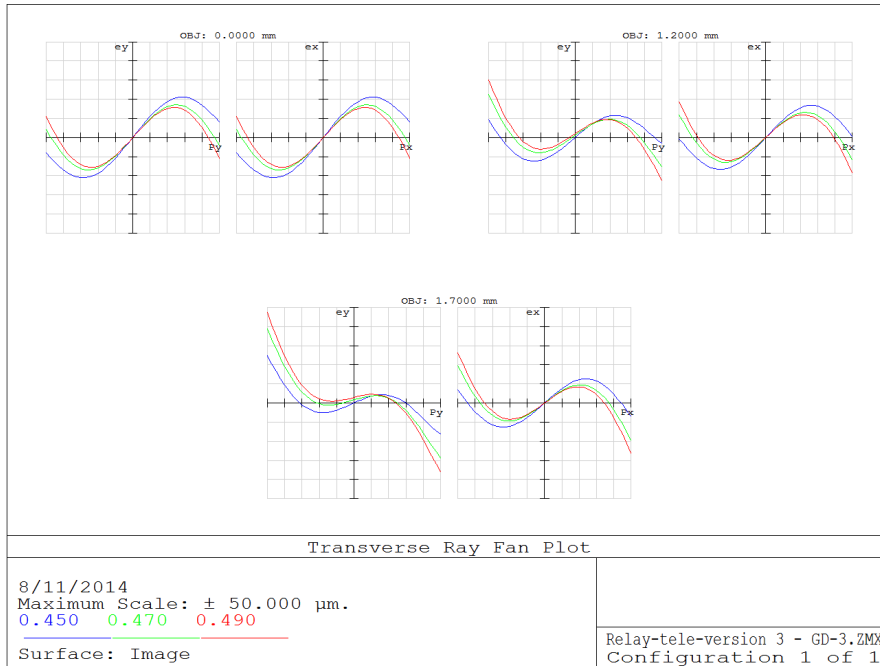 OBJ: 0.0000 mm
OBJ: 1.2000 mm
ey
ex
ey
ex
Py
Px
Py
Px
OBJ: 1.7000 mm
ey
ex
Py
Px
Transverse Ray Fan Plot
8/11/2014
Maximum Scale: ± 50.000 µm.
0.450 0.470 0.490
Surface: Image
Relay-tele-version 3 - GD-3.ZMX
Configuration 1 of 1